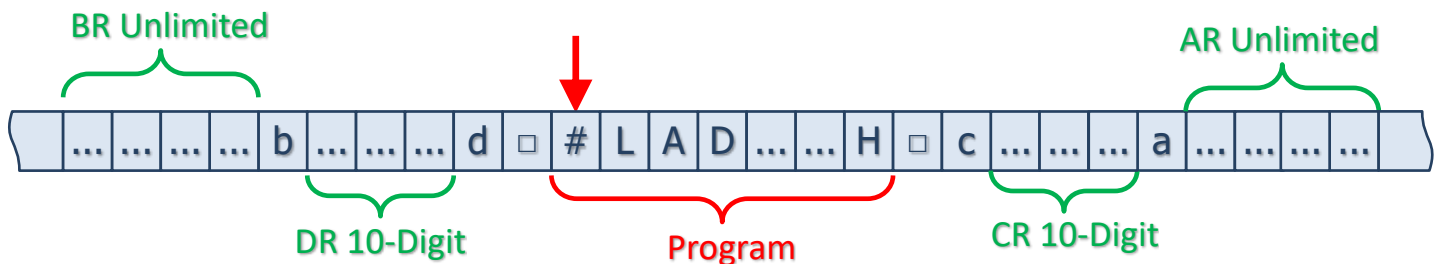 BR Unlimited
AR Unlimited
... ... ... ... b ... ... ... d □ # L A D ... ... H □ c ... ... ... a ... ... ... ...
DR 10-Digit
Program
CR 10-Digit